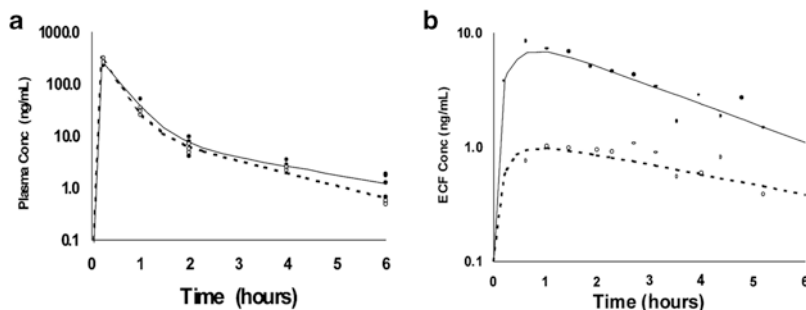 a
Plasma Conc (ng/mL)
1000.0
100.0
10.0
1.0
0.1
0 1 2 3 4 5 6
Time (hours)
b
ECF Conc (ng/mL)
10.0
1.0
0.1
0 1 2 3 4 5 6
Time (hours)